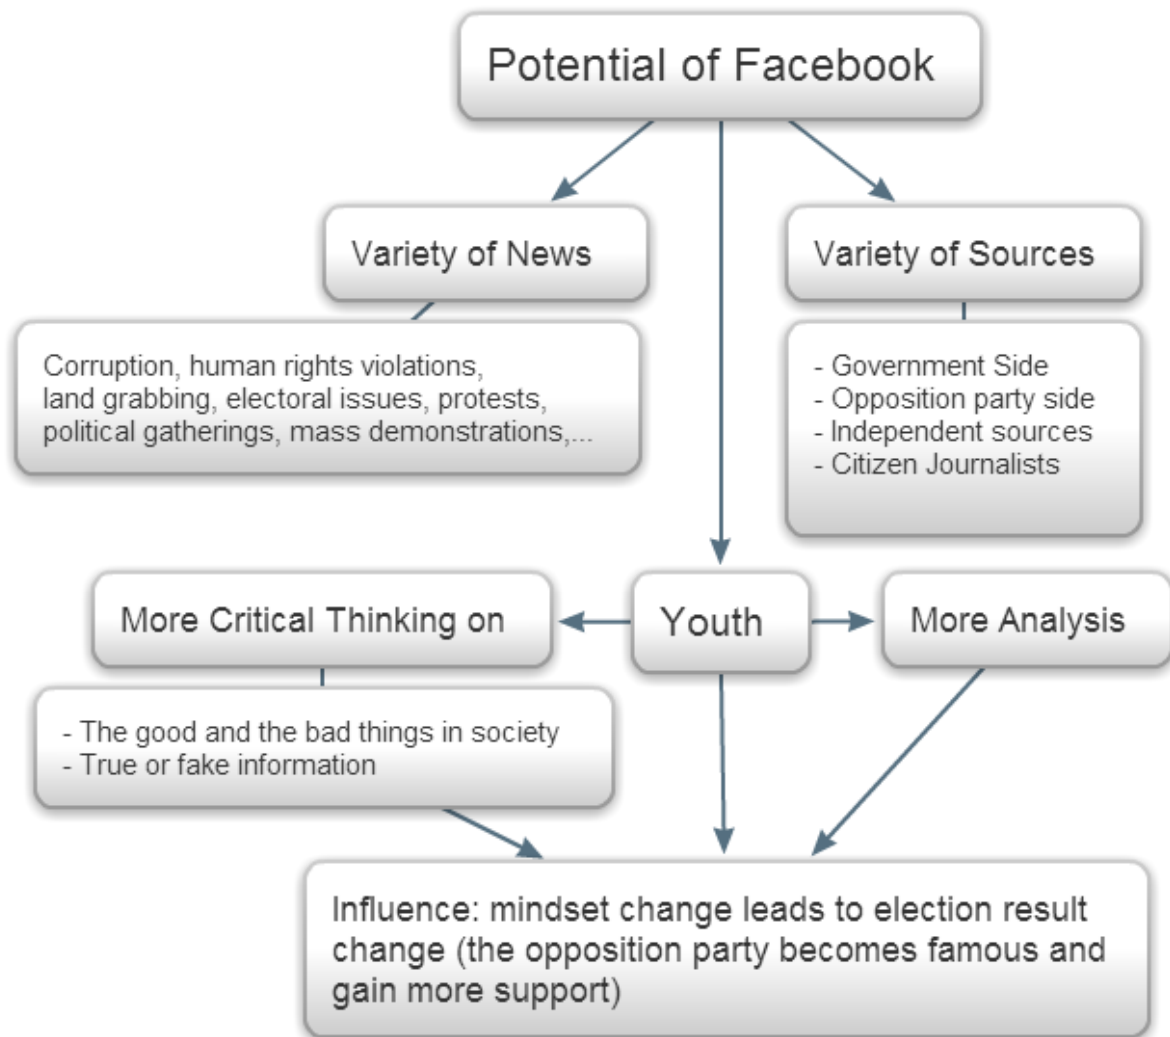 Potential of Facebook
Variety of News
Variety of Sources
Corruption, human rights violations,
land grabbing, electoral issues, protests,
political gatherings, mass demonstrations,...
- Government Side
- Opposition party side
- Independent sources
- Citizen Journalists
More Critical Thinking on
Youth
More Analysis
- The good and the bad things in society
- True or fake information
Influence: mindset change leads to election result
change (the opposition party becomes famous and
gain more support)